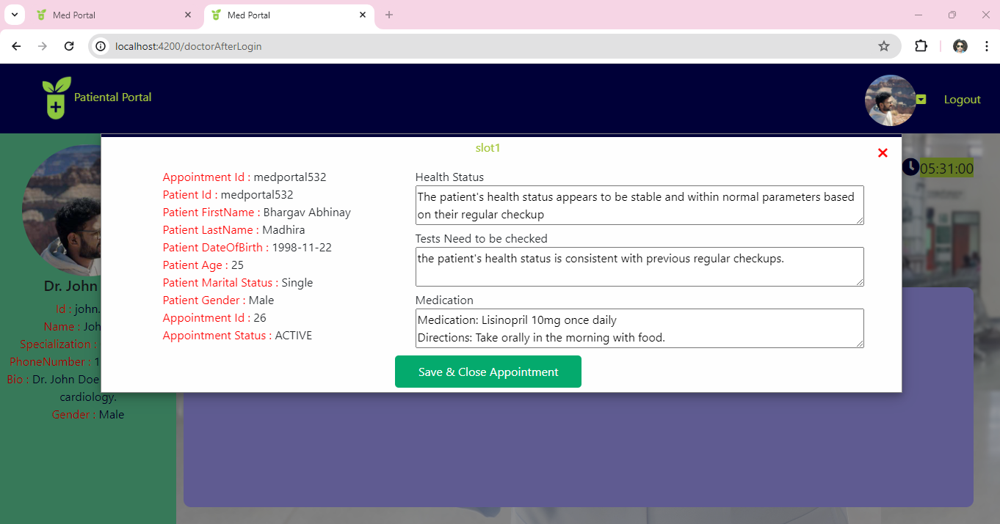 Med Portal
Med Portal
localhost:4200/doctorAfterLogin
Patiental Portal
Logout
05:31:00
Dr. John
Id : john.
Name : Joh
Specialization :
PhoneNumber : 1
Bio : Dr. John Doe
cardiology.
Gender : Male
slot1
Appointment Id : medportal532
Patient Id : medportal532
Patient FirstName : Bhargav Abhinay
Patient LastName : Madhira
Patient DateOfBirth : 1998-11-22
Patient Age : 25
Patient Marital Status : Single
Patient Gender : Male
Appointment Id : 26
Appointment Status : ACTIVE
Health Status
The patient's health status appears to be stable and within normal parameters based
on their regular checkup
Tests Need to be checked
the patient's health status is consistent with previous regular checkups.
Medication
Medication: Lisinopril 10mg once daily
Directions: Take orally in the morning with food.
Save & Close Appointment